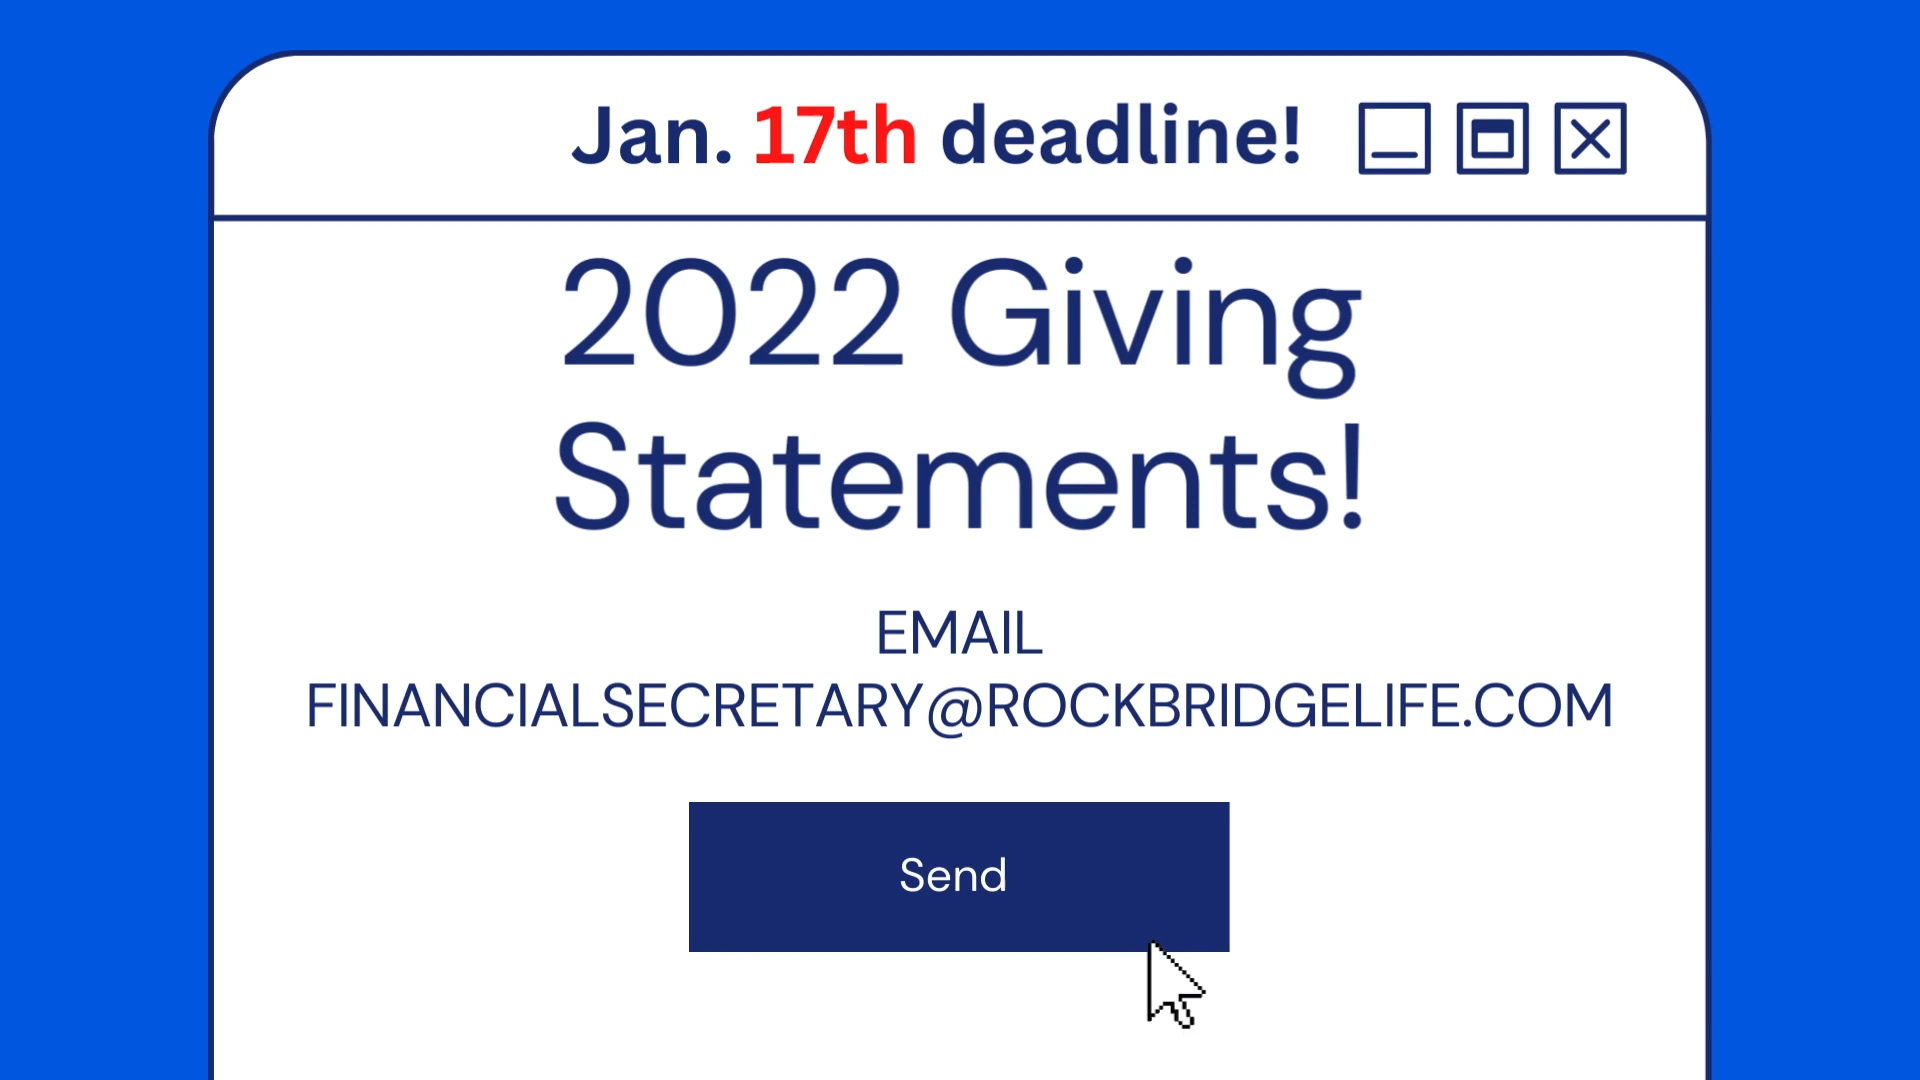 Jan. 17th deadline!
2022 Giving
Statements!
EMAIL
FINANCIALSECRETARY@ROCKBRIDGELIFE.COM
Send